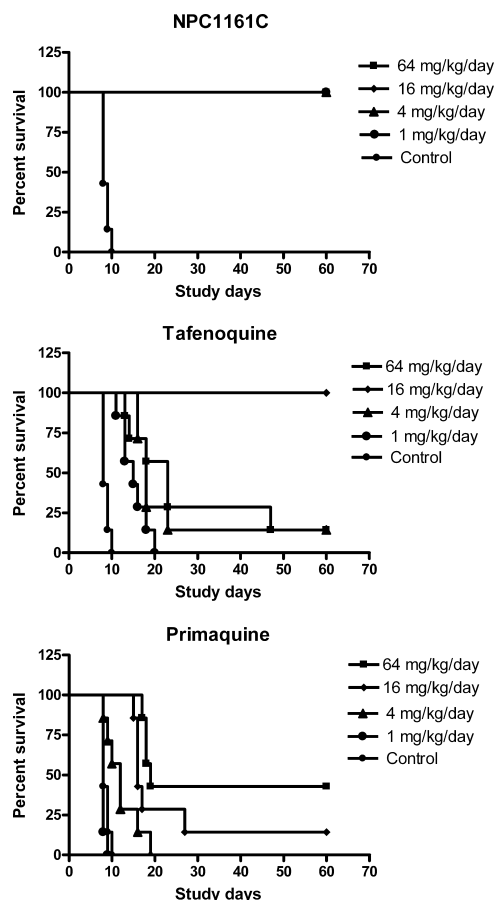 NPC1161C
125
100
75
50
25
0
Percent survival
0 10 20 30 40 50 60 70
Study days
64 mg/kg/day
16 mg/kg/day
4 mg/kg/day
1 mg/kg/day
Control
Tafenoquine
125
100
75
50
25
0
Percent survival
0 10 20 30 40 50 60 70
Study days
64 mg/kg/day
16 mg/kg/day
4 mg/kg/day
1 mg/kg/day
Control
Primaquine
125
100
75
50
25
0
Percent survival
0 10 20 30 40 50 60 70
Study days
64 mg/kg/day
16 mg/kg/day
4 mg/kg/day
1 mg/kg/day
Control